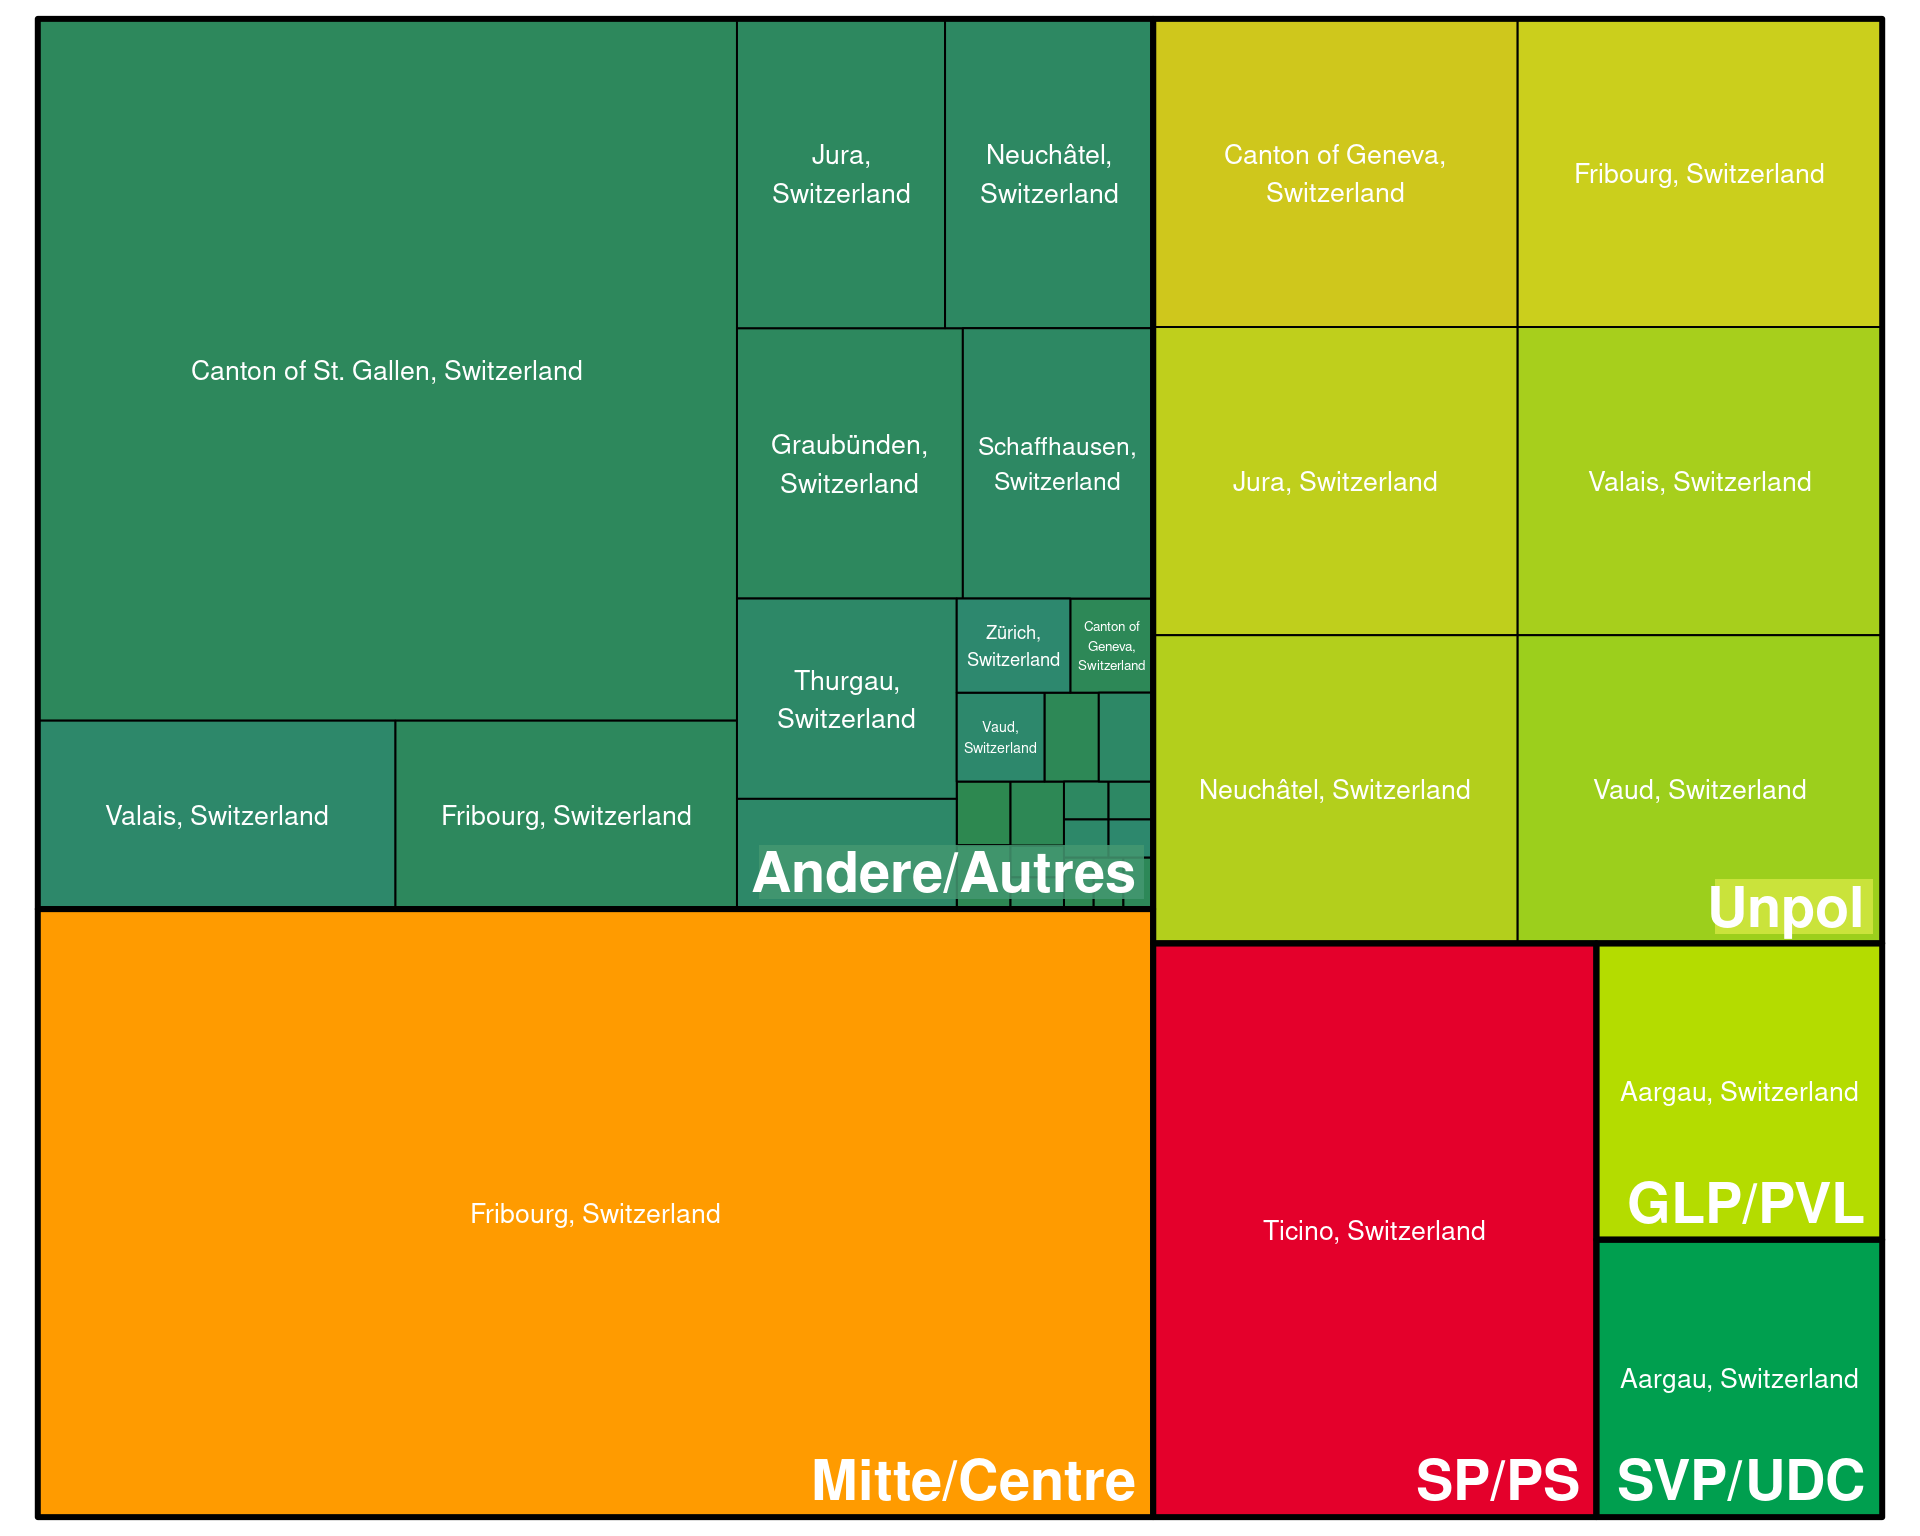 Canton of St. Gallen, Switzerland
Jura,
Switzerland
Neuchâtel,
Switzerland
Graubünden,
Switzerland
Schaffhausen,
Switzerland
Thurgau,
Switzerland
Zürich,
Switzerland
Canton of
Geneva,
Switzerland
Vaud,
Switzerland
Valais, Switzerland
Fribourg, Switzerland
Andere/Autres
Canton of Geneva,
Switzerland
Fribourg, Switzerland
Jura, Switzerland
Valais, Switzerland
Neuchâtel, Switzerland
Vaud, Switzerland
Unpol
Fribourg, Switzerland
Mitte/Centre
Ticino, Switzerland
SP/PS
Aargau, Switzerland
GLP/PVL
Aargau, Switzerland
SVP/UDC